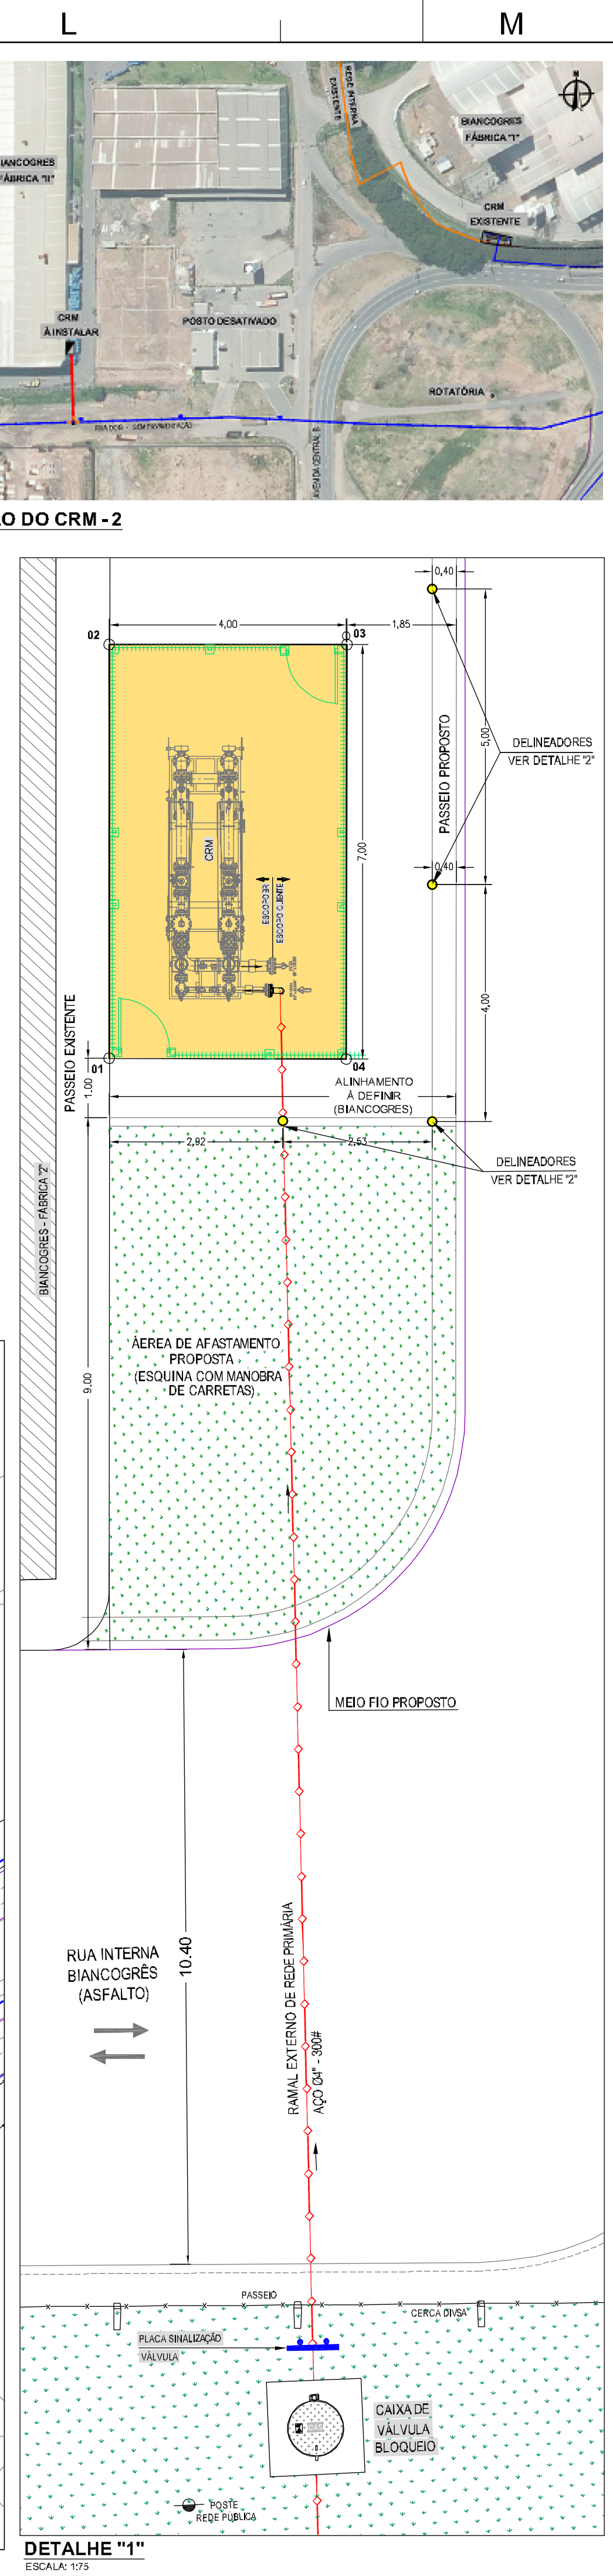 L
M
REDE INTERNA
EXISTENTE
N
BIANCOGRES
FÁBRICA "I"
IANCOGRES
FÁBRICA "II"
CRM
EXISTENTE
CRM
À INSTALAR
POSTO DESATIVADO
ROTATÓRIA
AVENIDA CENTRAL B
O DO CRM - 2
0,40
02
4,00
03
1,85
PASSEIO PROPOSTO
5,00
DELINEADORES
VER DETALHE "2"
CRM
7,00
0,40
ESCOPO BR
ESCOPO CLIENTE
4,00
PASSEIO EXISTENTE
01
04
1.00
ALINHAMENTO
À DEFINIR
(BIANCOGRES)
2,92
2,53
DELINEADORES
VER DETALHE "2"
BIANCOGRES - FÁBRICA "2"
ÁEREA DE AFASTAMENTO
PROPOSTA
(ESQUINA COM MANOBRA
DE CARRETAS)
9.00
MEIO FIO PROPOSTO
RAMAL EXTERNO DE REDE PRIMÁRIA
AÇO Ø4" - 300#
10.40
RUA INTERNA
BIANCOGRÊS
(ASFALTO)
PASSEIO
CERCA DIVSA
PLACA SINALIZAÇÃO
VÁLVULA
GÁS
CAIXA DE
VÁLVULA
BLOQUEIO
POSTE
REDE PÚBLICA
DETALHE "1"
ESCALA: 1:75